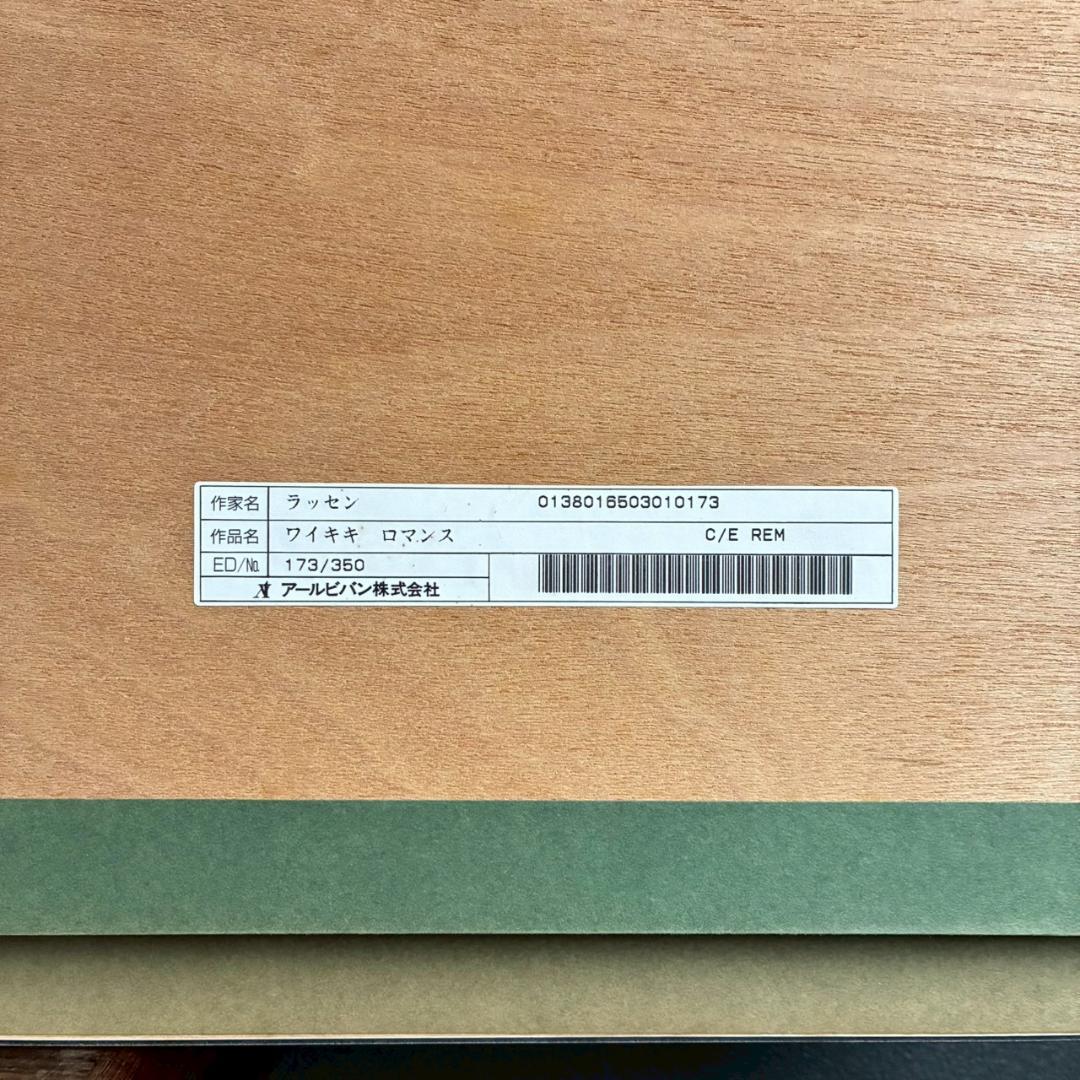 作家名 ラッセン 0138016503010173
作品名 ワイキキ ロマンス C/E REM
ED/№ 173/350
アールビバン株式会社